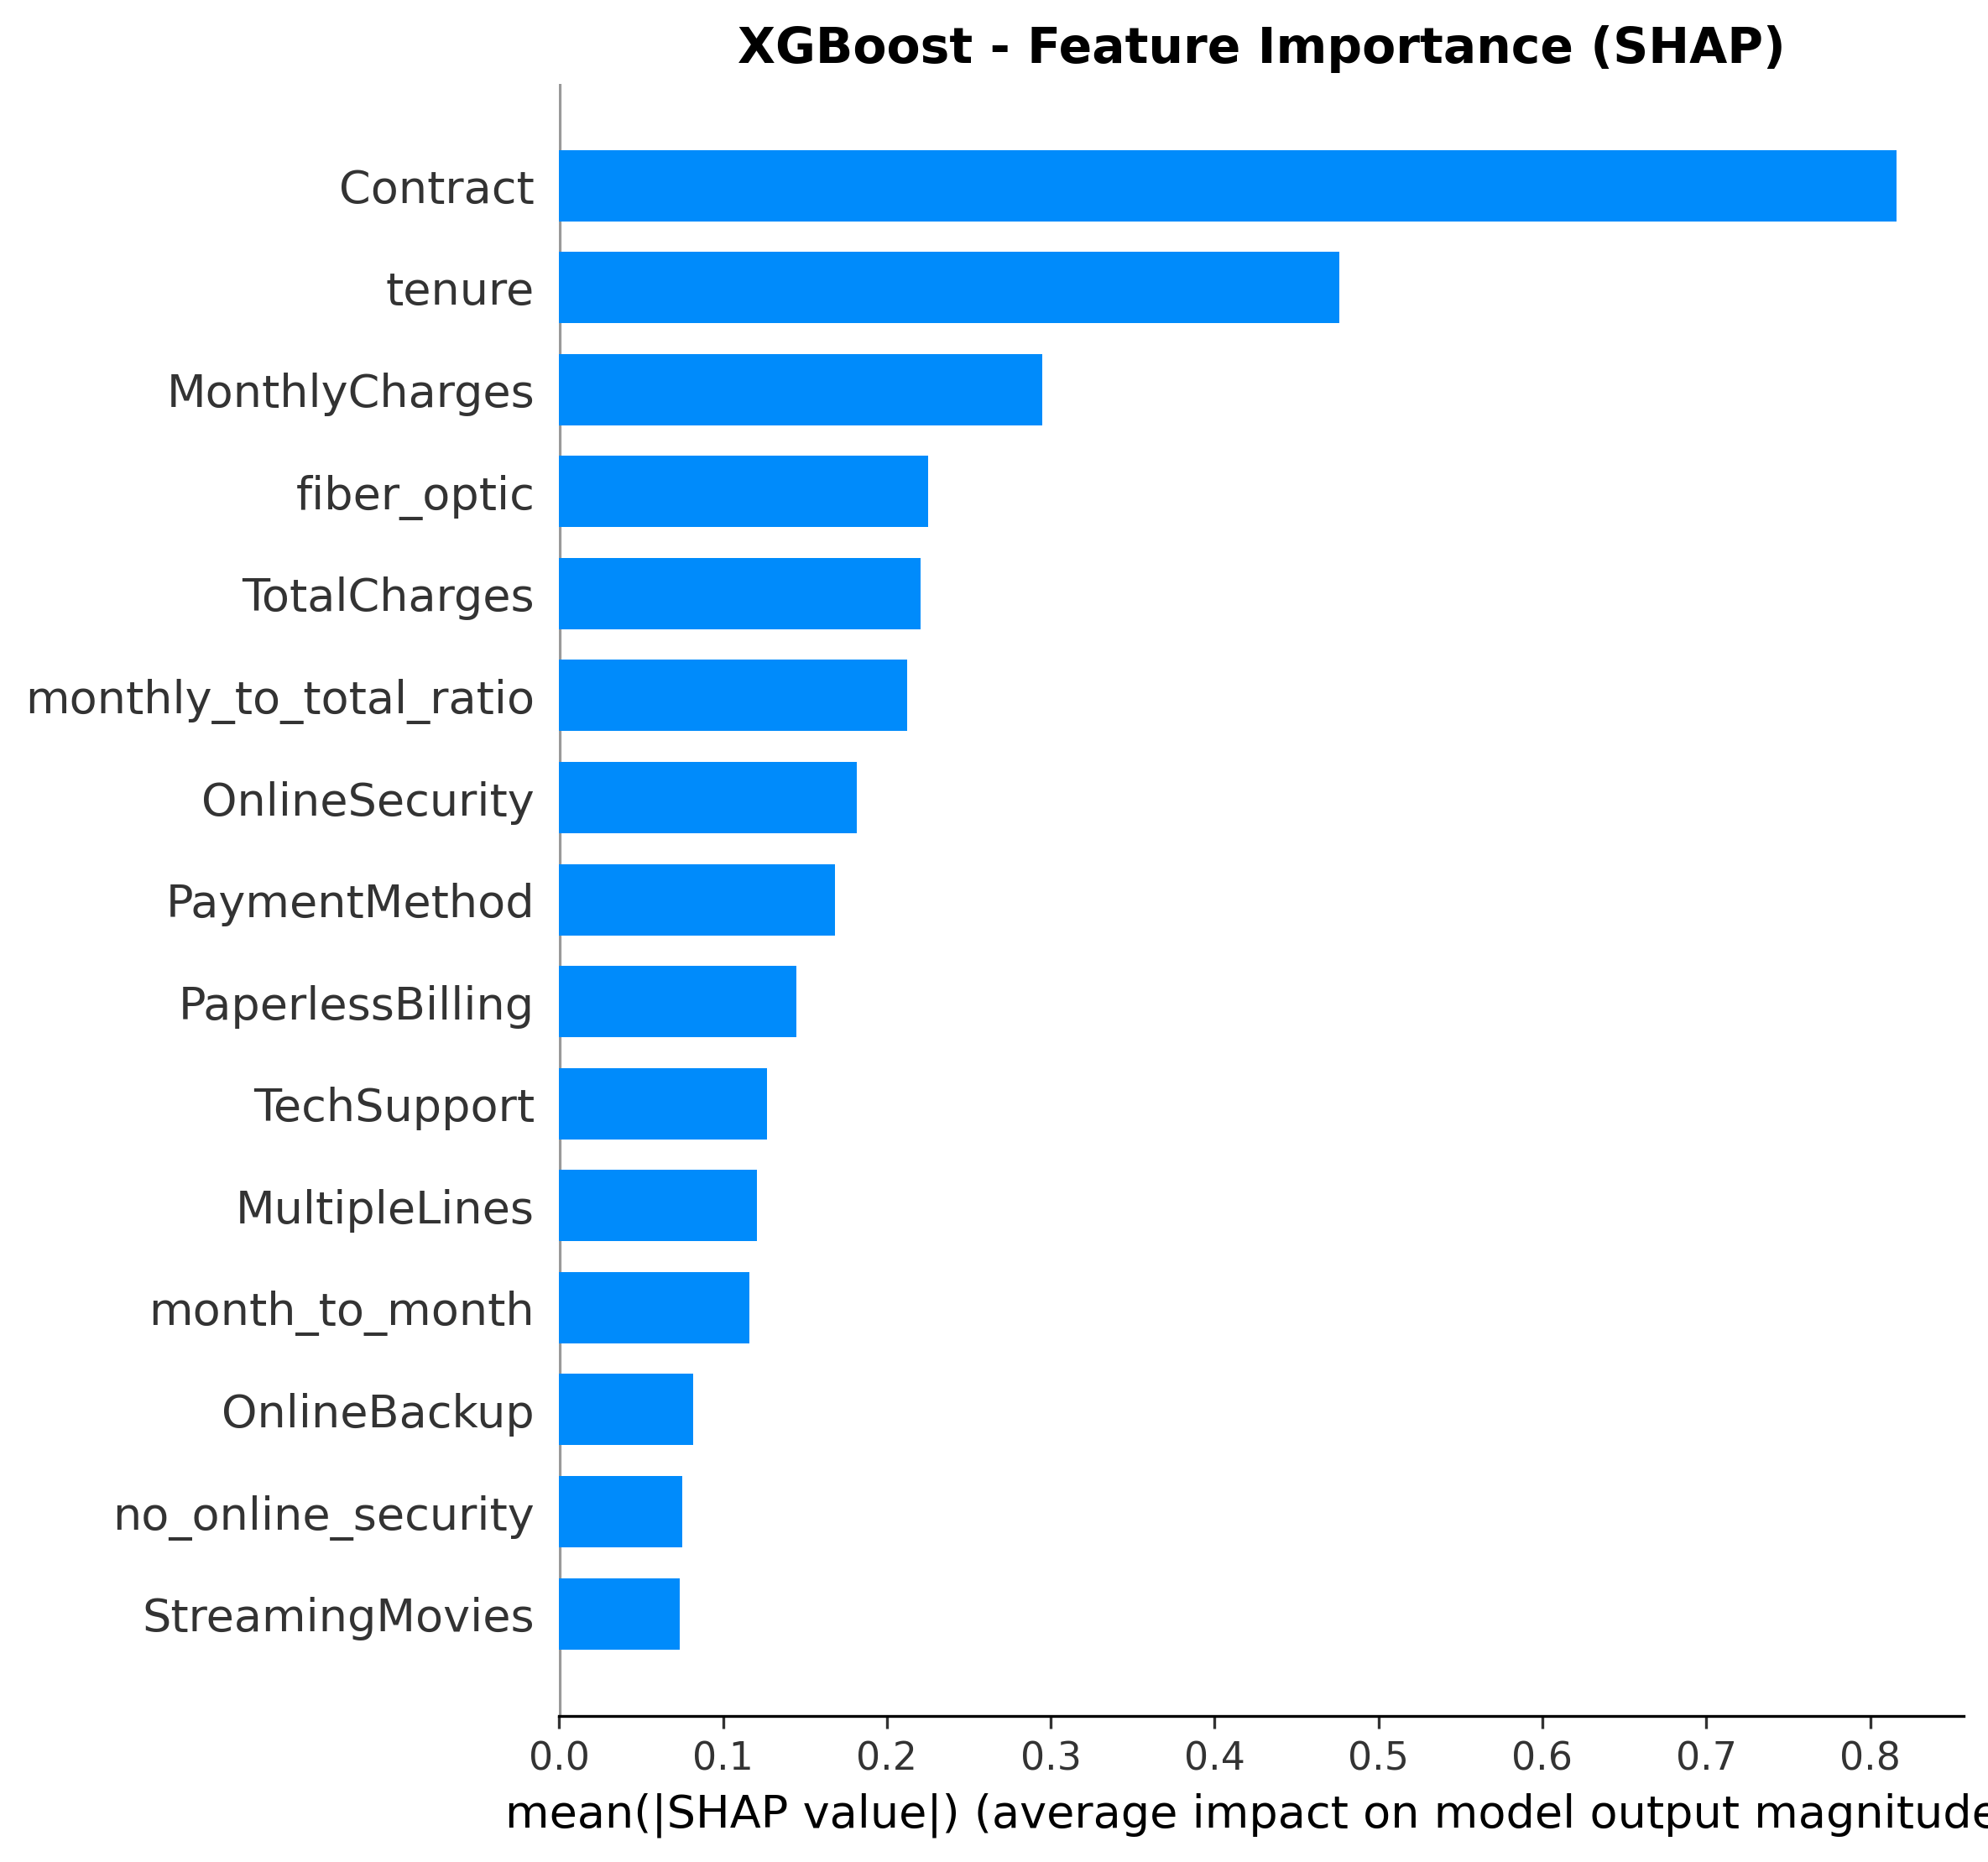 XGBoost - Feature Importance (SHAP)
Contract
tenure
MonthlyCharges
fiber_optic
TotalCharges
monthly_to_total_ratio
OnlineSecurity
PaymentMethod
PaperlessBilling
TechSupport
MultipleLines
month_to_month
OnlineBackup
no_online_security
StreamingMovies
0.0 0.1 0.2 0.3 0.4 0.5 0.6 0.7 0.8
mean(|SHAP value|) (average impact on model output magnitude